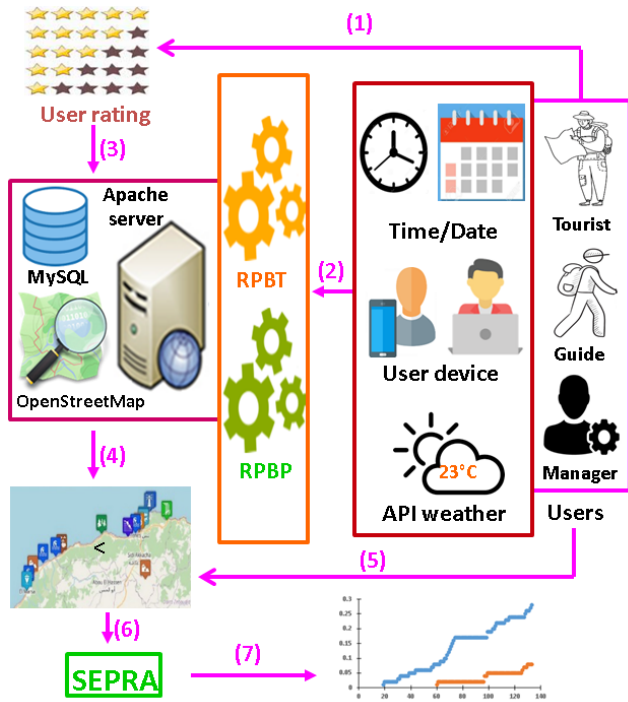 (1)
User rating
(3)
Apache
server
MySQL
OpenStreetMap
RPBT
RPBP
(2)
Time/Date
User device
23°C
API weather
Tourist
Guide
Manager
Users
(4)
<
(5)
(6)
SEPRA
(7)
0.3
0.25
0.2
0.15
0.1
0.05
0
0 20 40 60 80 100 120 140